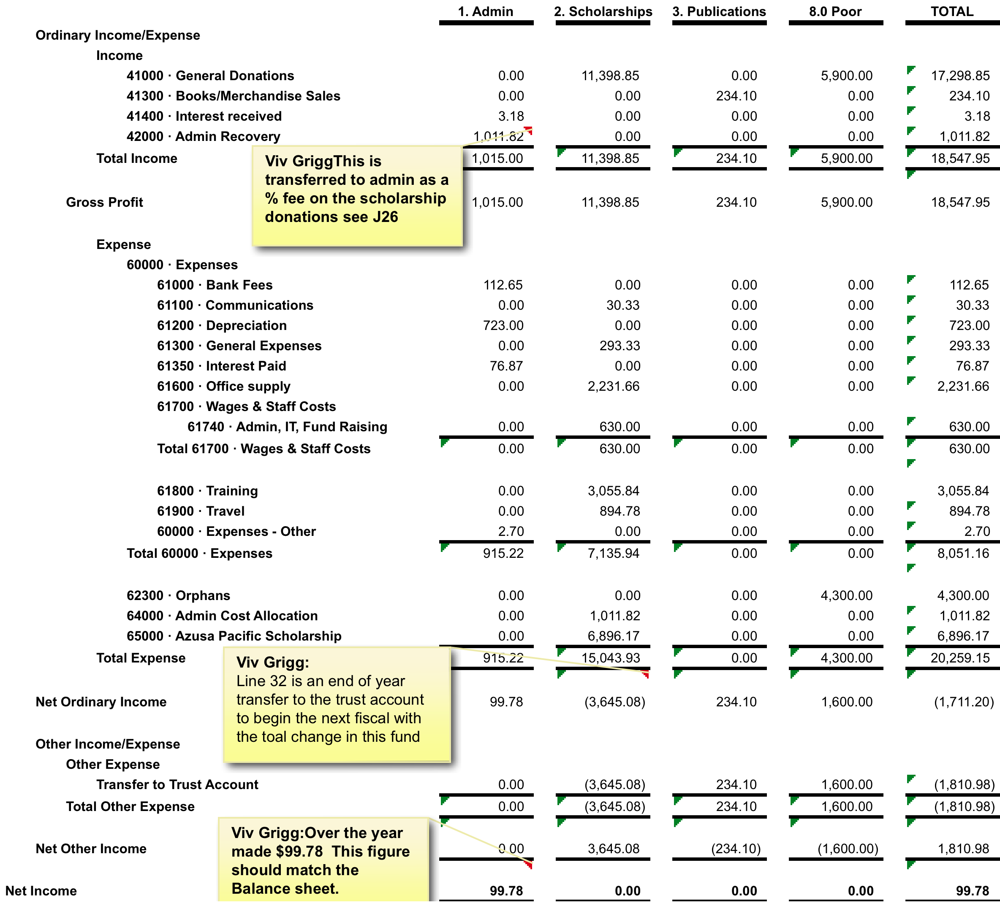 1. Admin 2. Scholarships 3. Publications 8.0 Poor TOTAL
Ordinary Income/Expense
Income
41000 · General Donations 0.00 11,398.85 0.00 5,900.00 17,298.85
41300 · Books/Merchandise Sales 0.00 0.00 234.10 0.00 234.10
41400 · Interest received 3.18 0.00 0.00 0.00 3.18
42000 · Admin Recovery 1,011.82 0.00 0.00 0.00 1,011.82
Total Income 1,015.00 11,398.85 234.10 5,900.00 18,547.95
Viv GriggThis is
transferred to admin as a
% fee on the scholarship
donations see J26
Gross Profit 1,015.00 11,398.85 234.10 5,900.00 18,547.95
Expense
60000 · Expenses
61000 · Bank Fees 112.65 0.00 0.00 0.00 112.65
61100 · Communications 0.00 30.33 0.00 0.00 30.33
61200 · Depreciation 723.00 0.00 0.00 0.00 723.00
61300 · General Expenses 0.00 293.33 0.00 0.00 293.33
61350 · Interest Paid 76.87 0.00 0.00 0.00 76.87
61600 · Office supply 0.00 2,231.66 0.00 0.00 2,231.66
61700 · Wages & Staff Costs
61740 · Admin, IT, Fund Raising 0.00 630.00 0.00 0.00 630.00
Total 61700 · Wages & Staff Costs 0.00 630.00 0.00 0.00 630.00
61800 · Training 0.00 3,055.84 0.00 0.00 3,055.84
61900 · Travel 0.00 894.78 0.00 0.00 894.78
60000 · Expenses - Other 2.70 0.00 0.00 0.00 2.70
Total 60000 · Expenses 915.22 7,135.94 0.00 0.00 8,051.16
62300 · Orphans 0.00 0.00 0.00 4,300.00 4,300.00
64000 · Admin Cost Allocation 0.00 1,011.82 0.00 0.00 1,011.82
65000 · Azusa Pacific Scholarship 0.00 6,896.17 0.00 0.00 6,896.17
Total Expense 915.22 15,043.93 0.00 4,300.00 20,259.15
Viv Grigg:
Line 32 is an end of year
transfer to the trust account
to begin the next fiscal with
the toal change in this fund
Net Ordinary Income 99.78 (3,645.08) 234.10 1,600.00 (1,711.20)
Other Income/Expense
Other Expense
Transfer to Trust Account 0.00 (3,645.08) 234.10 1,600.00 (1,810.98)
Total Other Expense 0.00 (3,645.08) 234.10 1,600.00 (1,810.98)
Viv Grigg:Over the year
made $99.78 This figure
should match the
Balance sheet.
Net Other Income 0.00 3,645.08 (234.10) (1,600.00) 1,810.98
Net Income 99.78 0.00 0.00 0.00 99.78